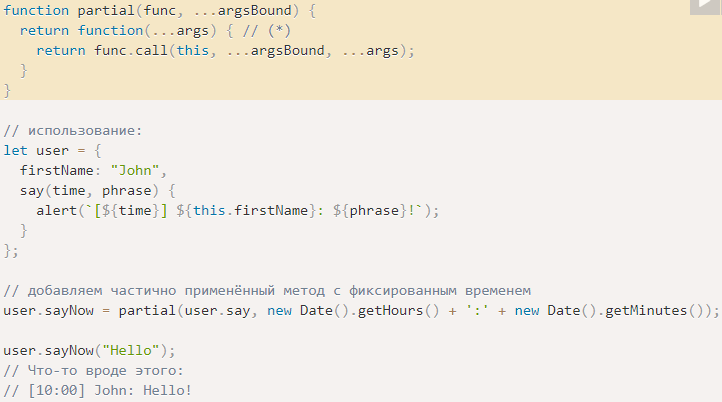 function partial(func, ...argsBound) {
  return function(...args) { // (*)
    return func.call(this, ...argsBound, ...args);
  }
}

// использование:
let user = {
  firstName: "John",
  say(time, phrase) {
    alert(`[${time}] ${this.firstName}: ${phrase}!`);
  }
};

// добавляем частично применённый метод с фиксированным временем
user.sayNow = partial(user.say, new Date().getHours() + ':' + new Date().getMinutes());

user.sayNow("Hello");
// Что-то вроде этого:
// [10:00] John: Hello!